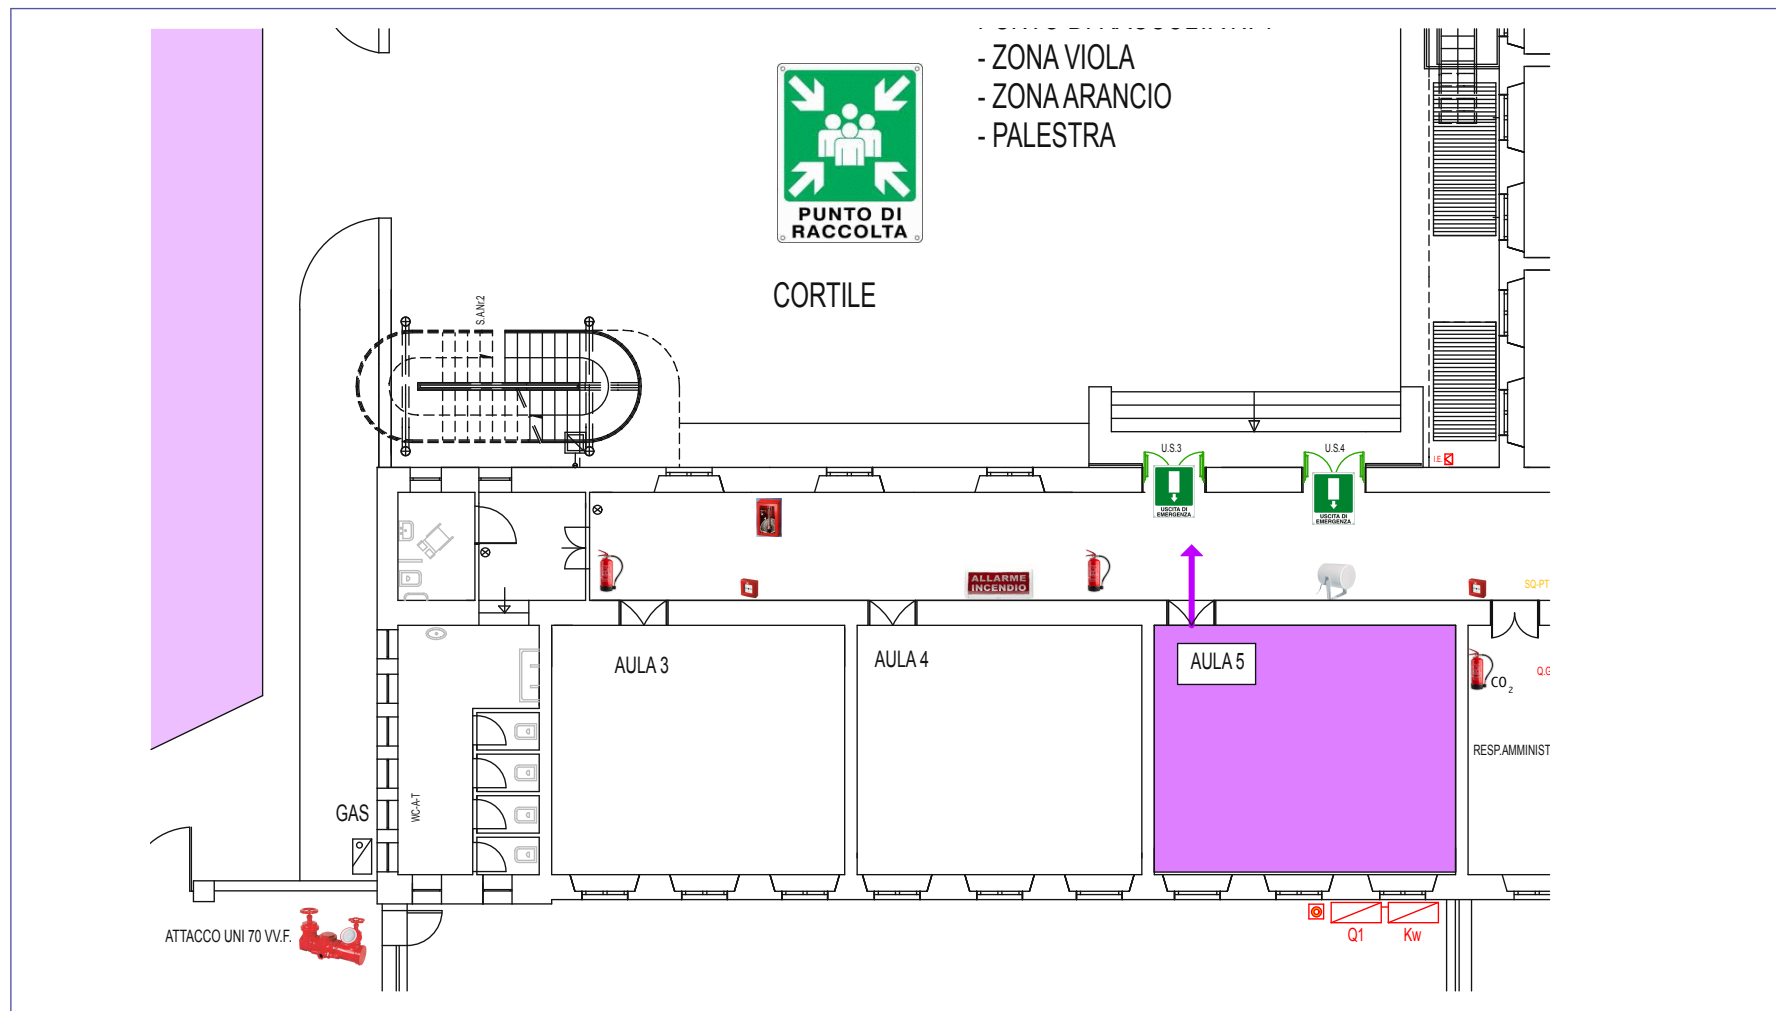 - ZONA VIOLA
- ZONA ARANCIO
- PALESTRA
PUNTO DI
RACCOLTA
CORTILE
S.A.Nr.2
U.S.3
U.S.4
I.E.
USCITA DI
EMERGENZA
USCITA DI
EMERGENZA
ALLARME
INCENDIO
SQ-PT
AULA 3
AULA 4
AULA 5
CO2
Q.G
RESP.AMMINIST
WC-A-T
GAS
ATTACCO UNI 70 VV.F.
Q1
Kw